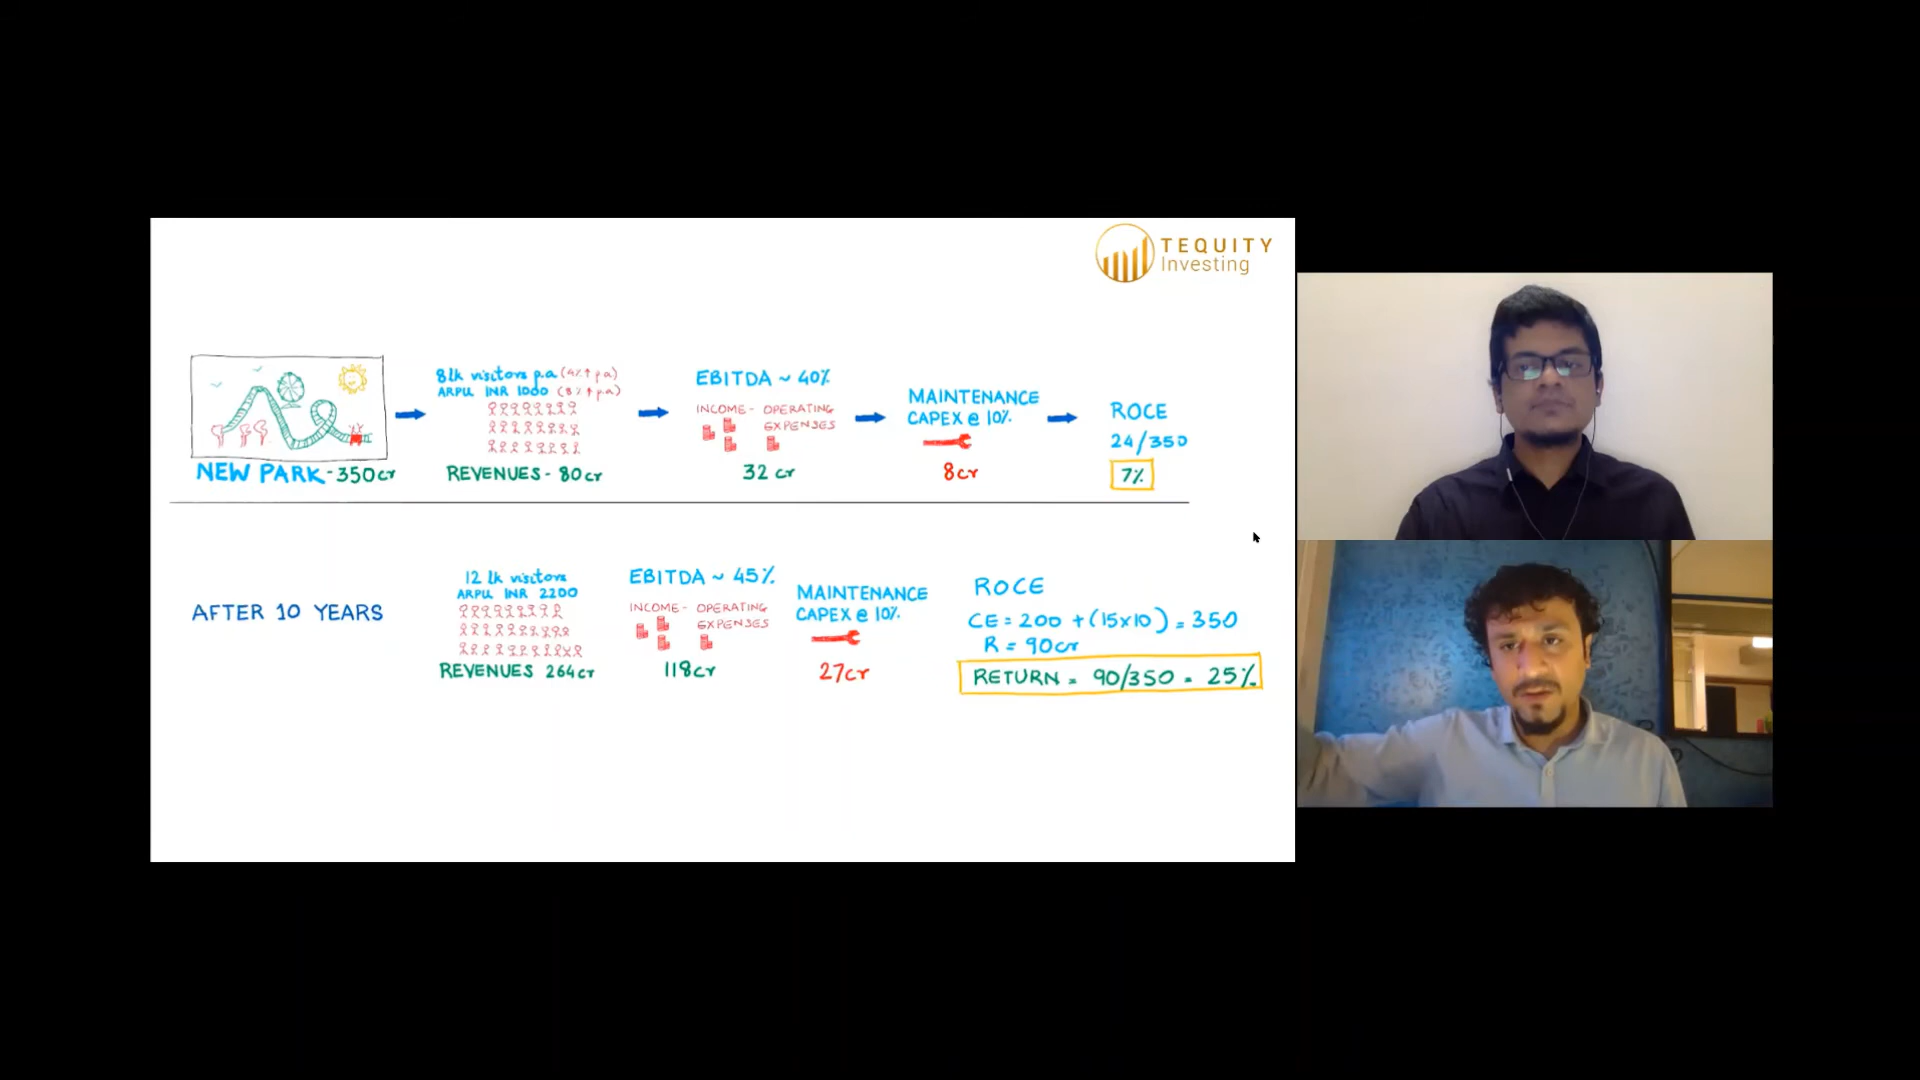 TEQUITY
Investing
8lk visitors p.a (4%↑pa)
ARPU INR 1000 (8%↑pa)
EBITDA ~ 40%
INCOME - OPERATING
EXPENSES
MAINTENANCE
CAPEX @ 10%
ROCE
24/350
NEW PARK - 350cr
REVENUES - 80cr
32 cr
8cr
7%
AFTER 10 YEARS
12 lk visitors
ARPU INR 2200
REVENUES 264cr
EBITDA ~ 45%
INCOME - OPERATING
EXPENSES
118cr
MAINTENANCE
CAPEX @ 10%
27cr
ROCE
CE = 200 + (15x10) = 350
R = 90cr
RETURN = 90/350 = 25%